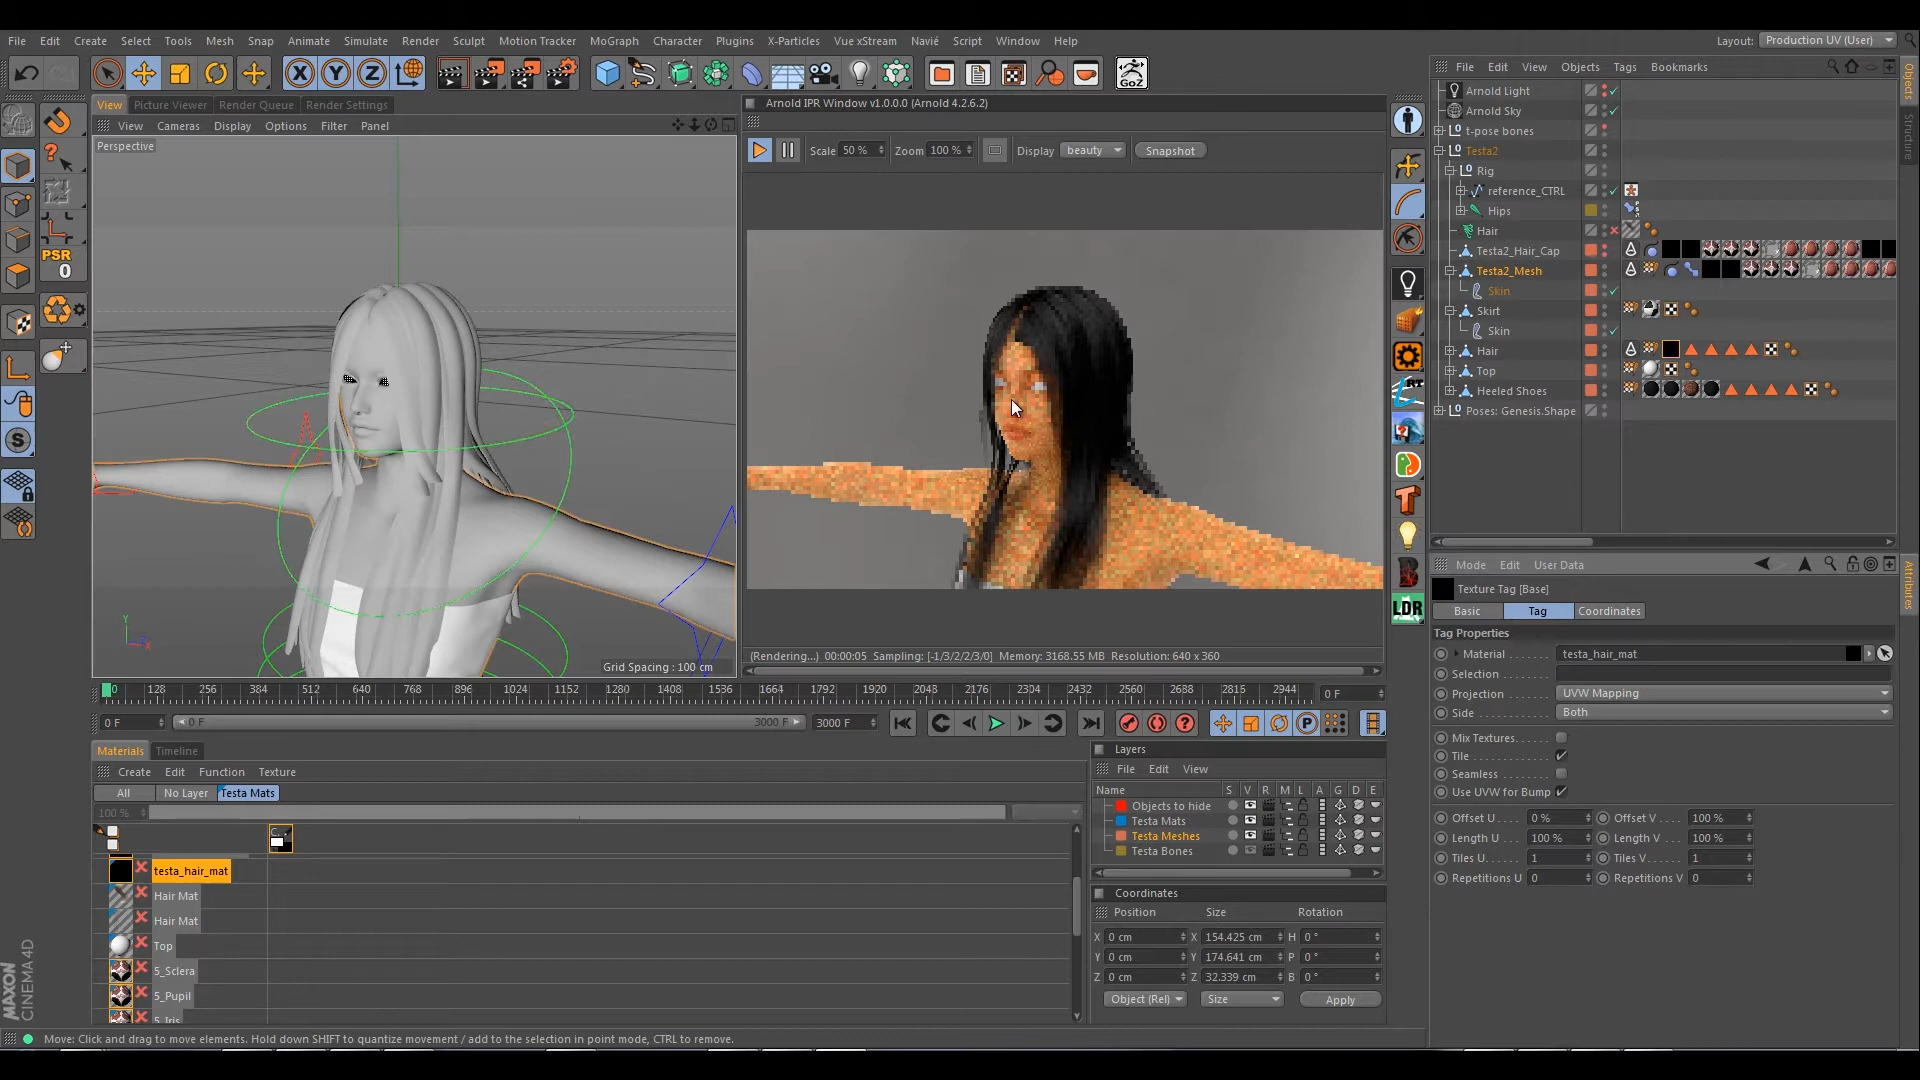 File Edit Create Select Tools Mesh Snap Animate Simulate Render Sculpt Motion Tracker MoGraph Character Plugins X-Particles Vue xStream Navié Script Window Help
Layout: Production UV (User)
File Edit View Objects Tags Bookmarks
X Y Z
GoZ
View Picture Viewer Render Queue Render Settings
View Cameras Display Options Filter Panel
Perspective
Arnold IPR Window v1.0.0.0 (Arnold 4.2.6.2)
Scale 50 % Zoom 100 % Display beauty Snapshot
PSR
0
S
LDR
Arnold Light
Arnold Sky
t-pose bones
Testa2
Rig
reference_CTRL
Hips
Hair
Testa2_Hair_Cap
Testa2_Mesh
Skin
Skirt
Skin
Hair
Top
Heeled Shoes
Poses: Genesis.Shape
Objects
Structure
Attributes
Grid Spacing : 100 cm
(Rendering...) 00:00:05 Sampling: [-1/3/2/2/3/0] Memory: 3168.55 MB Resolution: 640 x 360
0 128 256 384 512 640 768 896 1024 1152 1280 1408 1536 1664 1792 1920 2048 2176 2304 2432 2560 2688 2816 2944 0 F
0 F 0 F 3000 F 3000 F
P
Mode Edit User Data
Texture Tag [Base]
Basic Tag Coordinates
Tag Properties
Material testa_hair_mat
Selection
Projection UVW Mapping
Side Both
Mix Textures
Tile
Seamless
Use UVW for Bump
Offset U 0 % Offset V 100 %
Length U 100 % Length V 100 %
Tiles U 1 Tiles V 1
Repetitions U 0 Repetitions V 0
Materials Timeline
Create Edit Function Texture
All No Layer Testa Mats
100 %
testa_hair_mat
Hair Mat
Hair Mat
Top
5_Sclera
5_Pupil
5_Iris
Layers
File Edit View
Name S V R M L A G D E
Objects to hide
Testa Mats
Testa Meshes
Testa Bones
Coordinates
Position Size Rotation
X 0 cm X 154.425 cm H 0 °
Y 0 cm Y 174.641 cm P 0 °
Z 0 cm Z 32.339 cm B 0 °
Object (Rel) Size Apply
MAXON
CINEMA4D
Move: Click and drag to move elements. Hold down SHIFT to quantize movement / add to the selection in point mode, CTRL to remove.